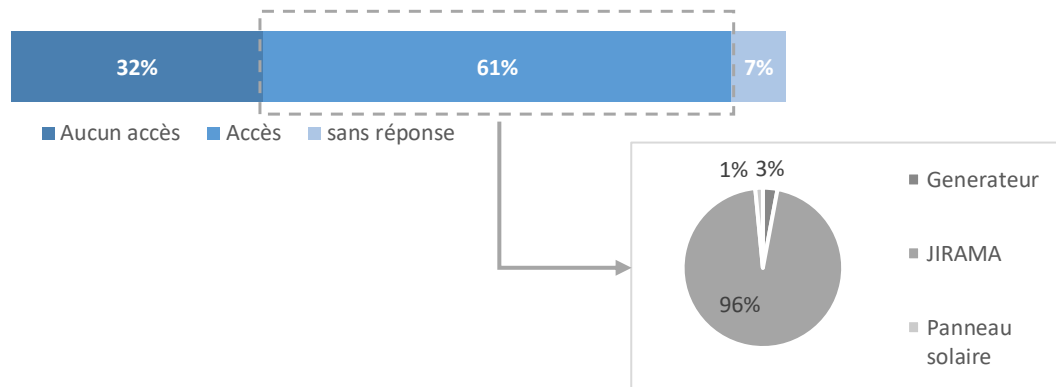 32%
61%
7%
Aucun accès
Accès
sans réponse
1%
3%
96%
Generateur
JIRAMA
Panneau
solaire